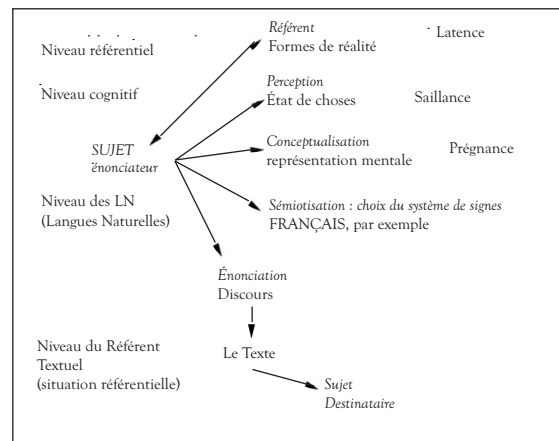 Référent
Niveau référentiel
Formes de réalité
Latence
Niveau cognitif
Perception
État de choses
Saillance
SUJET
énonciateur
Conceptualisation
représentation mentale
Prégnance
Niveau des LN
(Langues Naturelles)
Sémiotisation : choix du système de signes
FRANÇAIS, par exemple
Énonciation
Discours
Niveau du Référent
Textuel
(situation référentielle)
Le Texte
Sujet
Destinataire